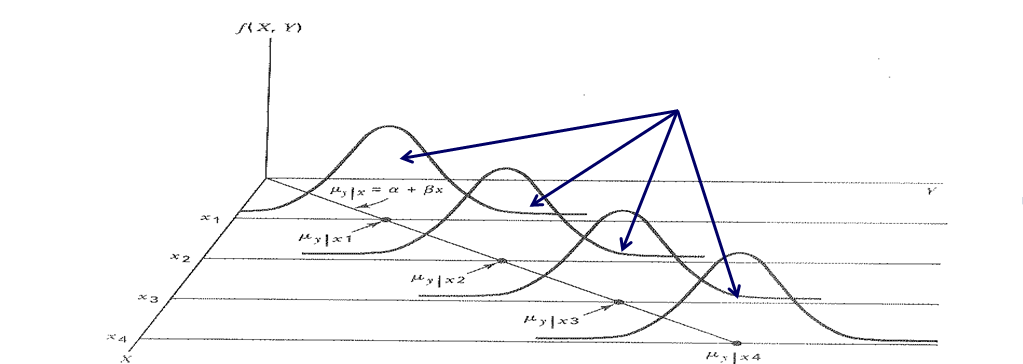 f(X, Y)
Y
μy|x = α + βx
x1
μy|x1
x2
μy|x2
x3
μy|x3
x4
X
μy|x4